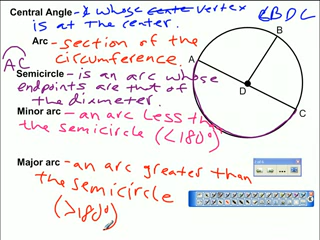 Central Angle - ∡ whose vertex ∡BDC
is at the center.
B
Arc - section of the
circumference.
A
AC
Semicircle - is an arc whose
endpoints are that of
the diameter.
D
C
Minor arc - an arc less th
the semicircle (<180°)
Major arc - an arc greater than
the semicircle
(>180°)